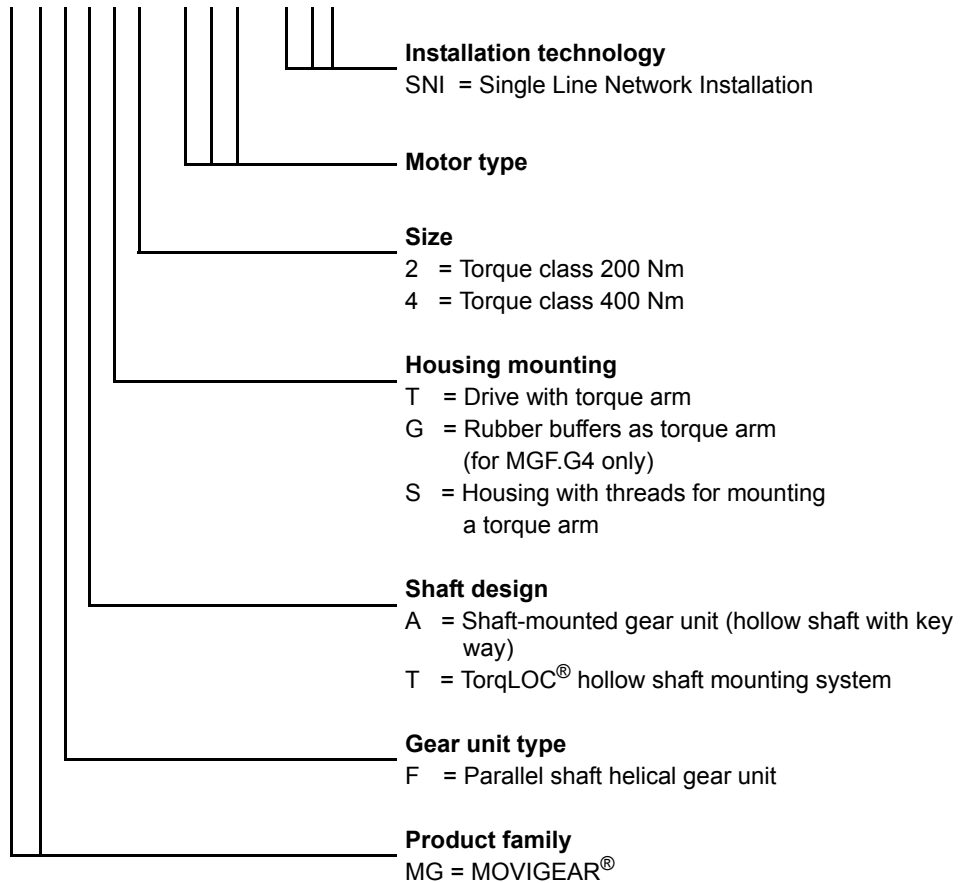 Installation technology
SNI = Single Line Network Installation
Motor type
Size
2 = Torque class 200 Nm
4 = Torque class 400 Nm
Housing mounting
T = Drive with torque arm
G = Rubber buffers as torque arm
(for MGF.G4 only)
S = Housing with threads for mounting
a torque arm
Shaft design
A = Shaft-mounted gear unit (hollow shaft with key
way)
T = TorqLOC® hollow shaft mounting system
Gear unit type
F = Parallel shaft helical gear unit
Product family
MG = MOVIGEAR®